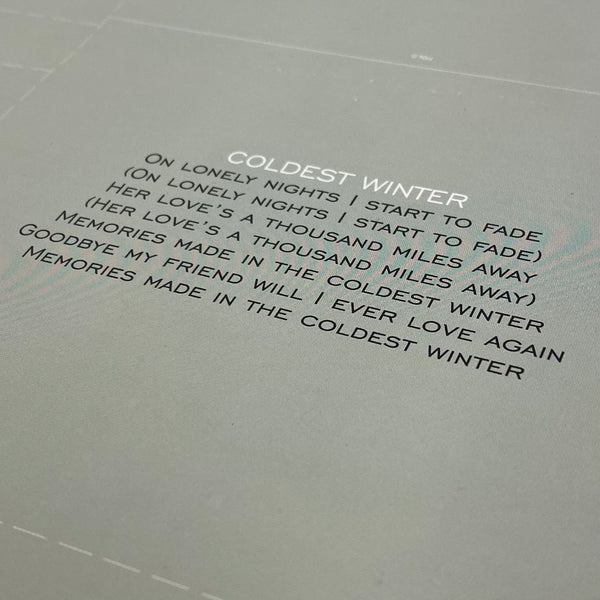 COLDEST WINTER
ON LONELY NIGHTS I START TO FADE
(ON LONELY NIGHTS I START TO FADE)
HER LOVE'S A THOUSAND MILES AWAY
(HER LOVE'S A THOUSAND MILES AWAY)
MEMORIES MADE IN THE COLDEST WINTER
GOODBYE MY FRIEND WILL I EVER LOVE AGAIN
MEMORIES MADE IN THE COLDEST WINTER